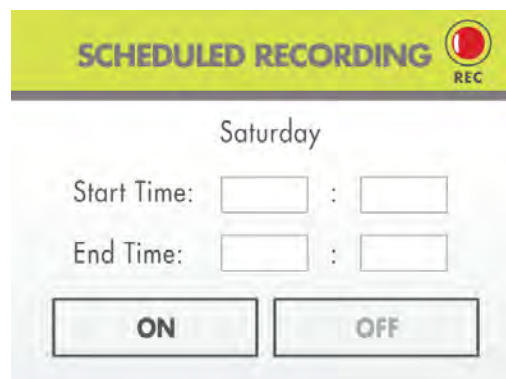 SCHEDULED RECORDING
REC
Saturday
Start Time: :
End Time: :
ON OFF